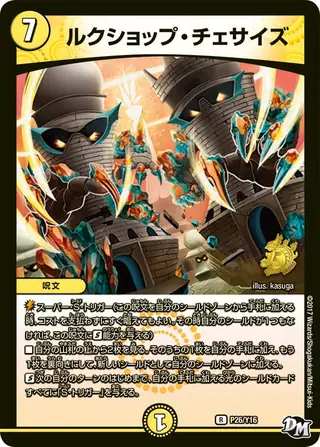 7
ルクショップ・チェサイズ
呪文
illus. kasuga
スーパー・S・トリガー(この呪文を自分のシールドゾーンから手札に加える
時、コストを支払わずにすぐ唱えてもよい。その時自分のシールドが1つもな
ければ、この呪文にS能力を与える)
自分の山札の上から2枚を見る。そのうちの1枚を自分の手札に加え、もう
1枚を裏向きにして、新しいシールドとして自分のシールドゾーンに加える。
S次の自分のターンのはじめまで、自分の手札に加える光のシールドカード
すべてに「S・トリガー」を与える。
©2017 Wizards/Shogakukan/Mitsui-Kids
1
R P26/Y16
DM